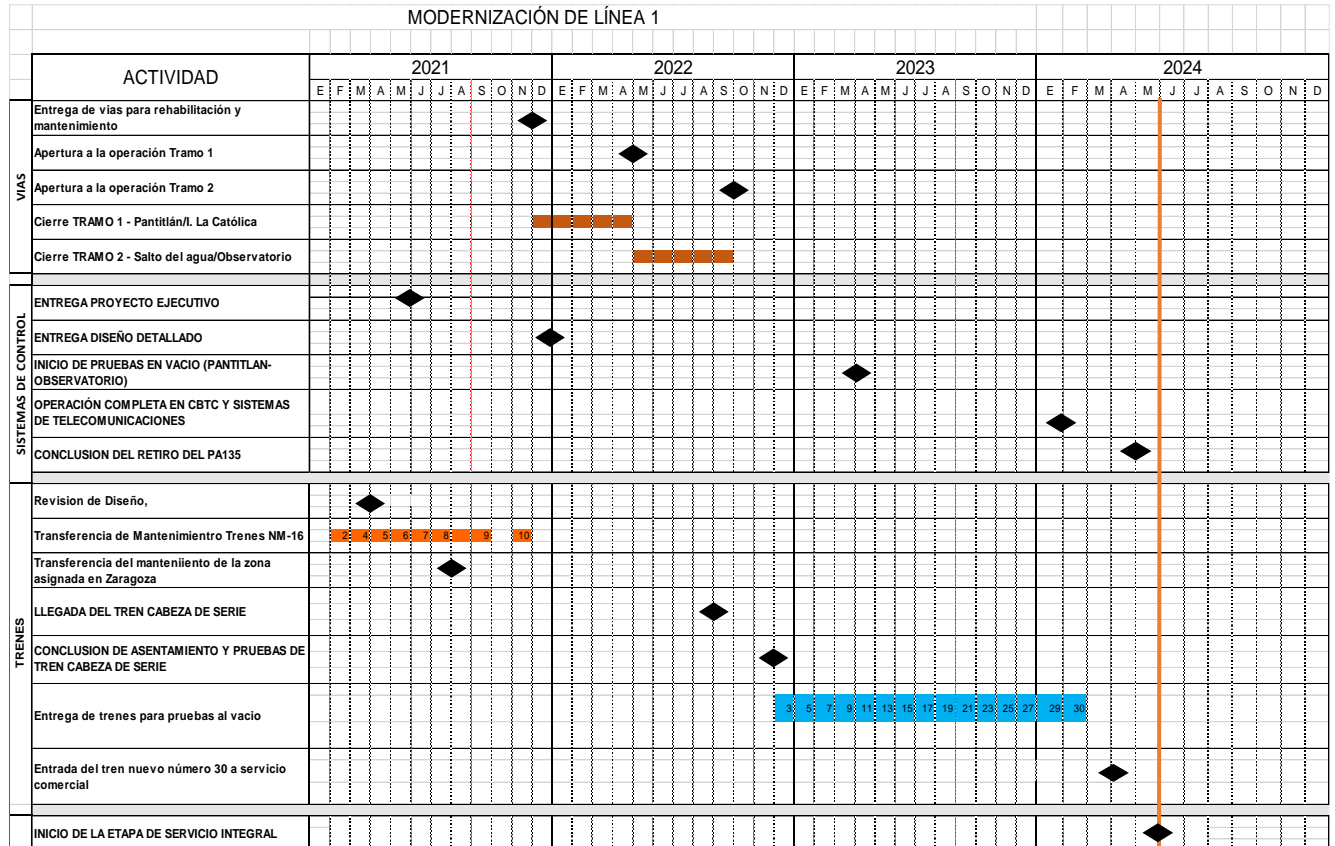 MODERNIZACIÓN DE LÍNEA 1
ACTIVIDAD
2021 2022 2023 2024
E F M A M J J A S O N D E F M A M J J A S O N D E F M A M J J A S O N D E F M A M J J A S O N D
VIAS
Entrega de vias para rehabilitación y
mantenimiento
Apertura a la operación Tramo 1
Apertura a la operación Tramo 2
Cierre TRAMO 1 - Pantitlán/I. La Católica
Cierre TRAMO 2 - Salto del agua/Observatorio
SISTEMAS DE CONTROL
ENTREGA PROYECTO EJECUTIVO
ENTREGA DISEÑO DETALLADO
INICIO DE PRUEBAS EN VACIO (PANTITLAN-
OBSERVATORIO)
OPERACIÓN COMPLETA EN CBTC Y SISTEMAS
DE TELECOMUNICACIONES
CONCLUSION DEL RETIRO DEL PA135
TRENES
Revision de Diseño,
Transferencia de Mantenimientro Trenes NM-16 2 4 5 6 7 8 9 10
Transferencia del manteniiento de la zona
asignada en Zaragoza
LLEGADA DEL TREN CABEZA DE SERIE
CONCLUSION DE ASENTAMIENTO Y PRUEBAS DE
TREN CABEZA DE SERIE
Entrega de trenes para pruebas al vacio 3 5 7 9 11 13 15 17 19 21 23 25 27 29 30
Entrada del tren nuevo número 30 a servicio
comercial
INICIO DE LA ETAPA DE SERVICIO INTEGRAL